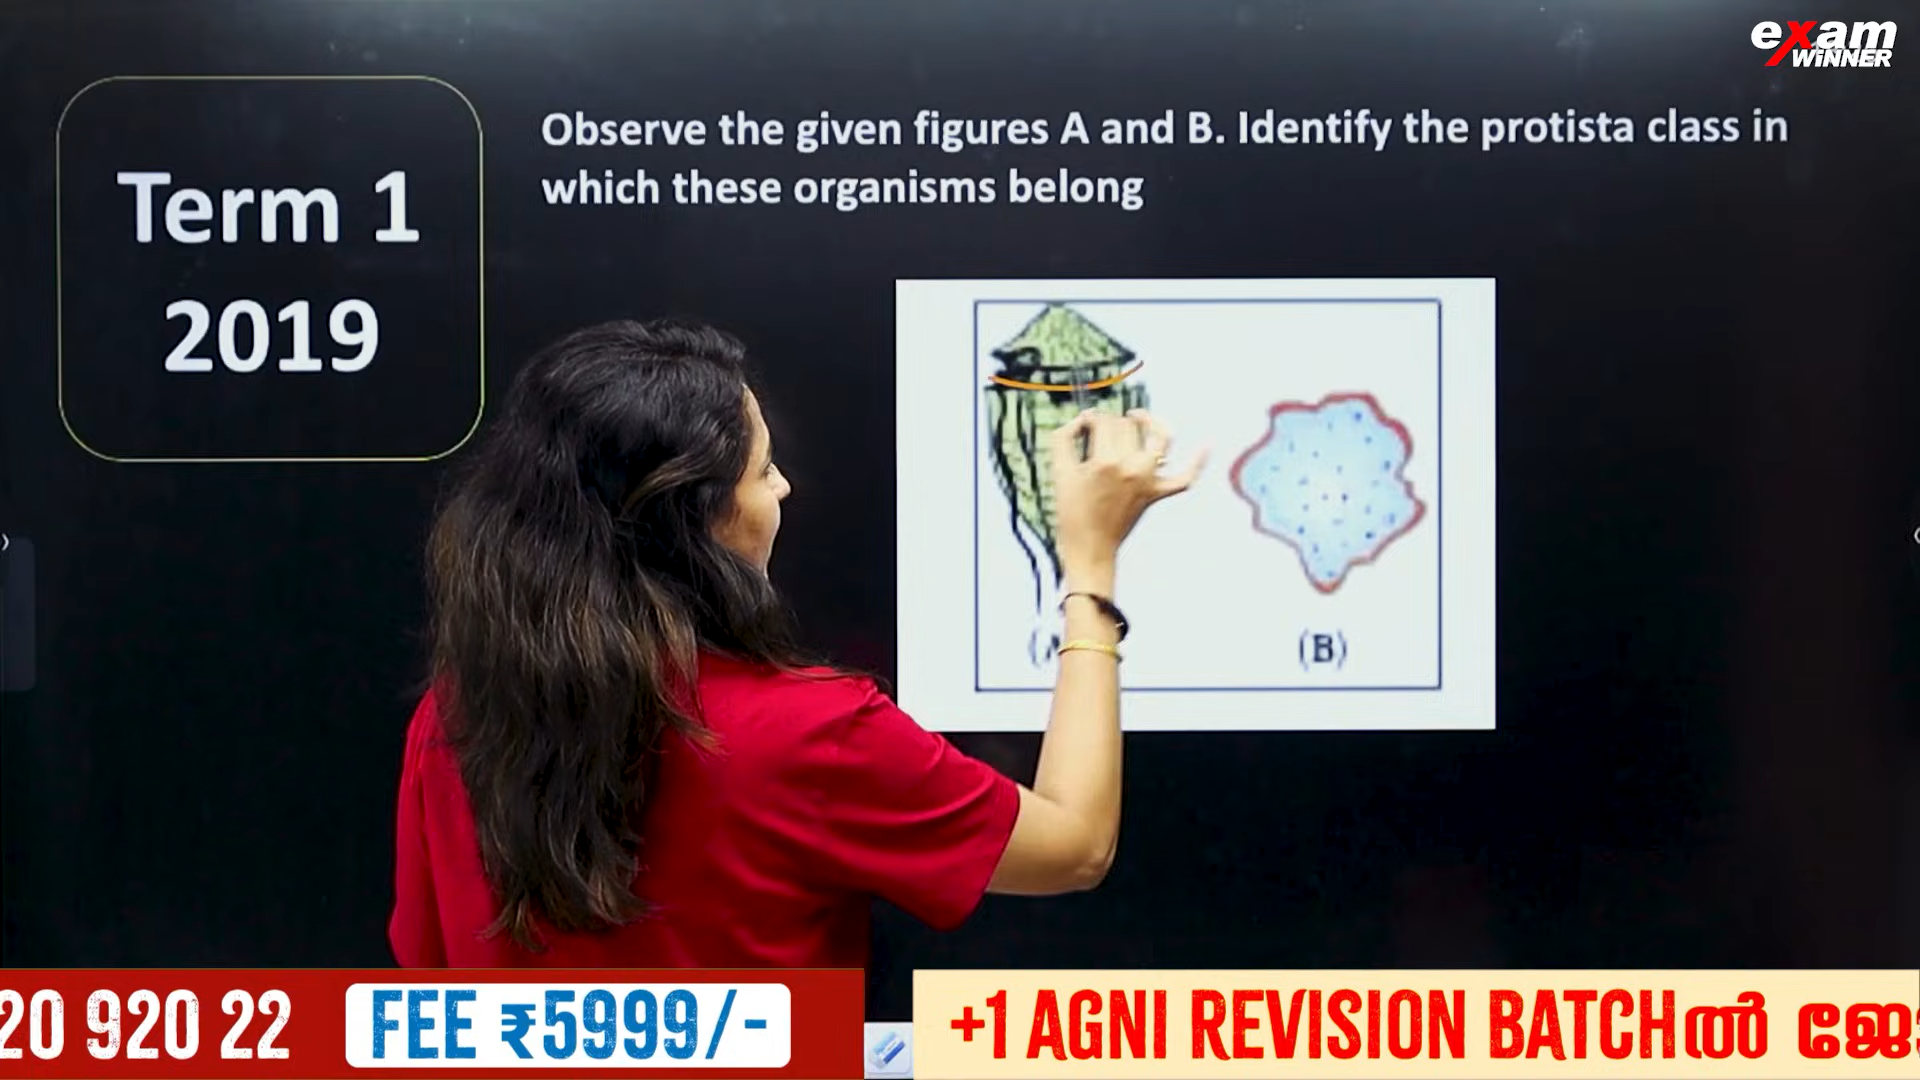 exam
WINNER
Term 1
2019
Observe the given figures A and B. Identify the protista class in
which these organisms belong
(B)
20 920 22
FEE ₹5999/-
+1 AGNI REVISION BATCHൽ